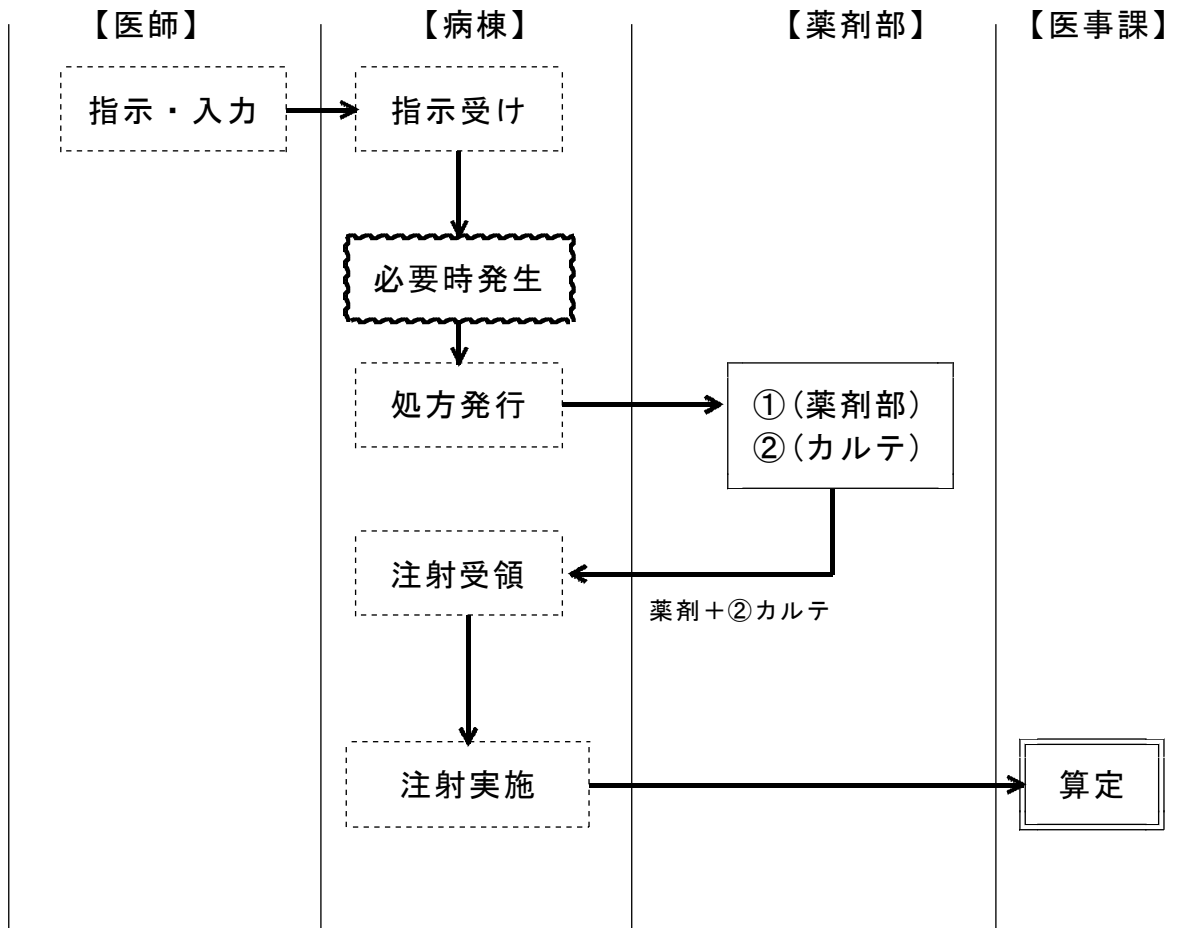 【医師】
【病棟】
【薬剤部】
【医事課】
指示・入力
指示受け
必要時発生
処方発行
①(薬剤部)
②(カルテ)
注射受領
薬剤+②カルテ
注射実施
算定